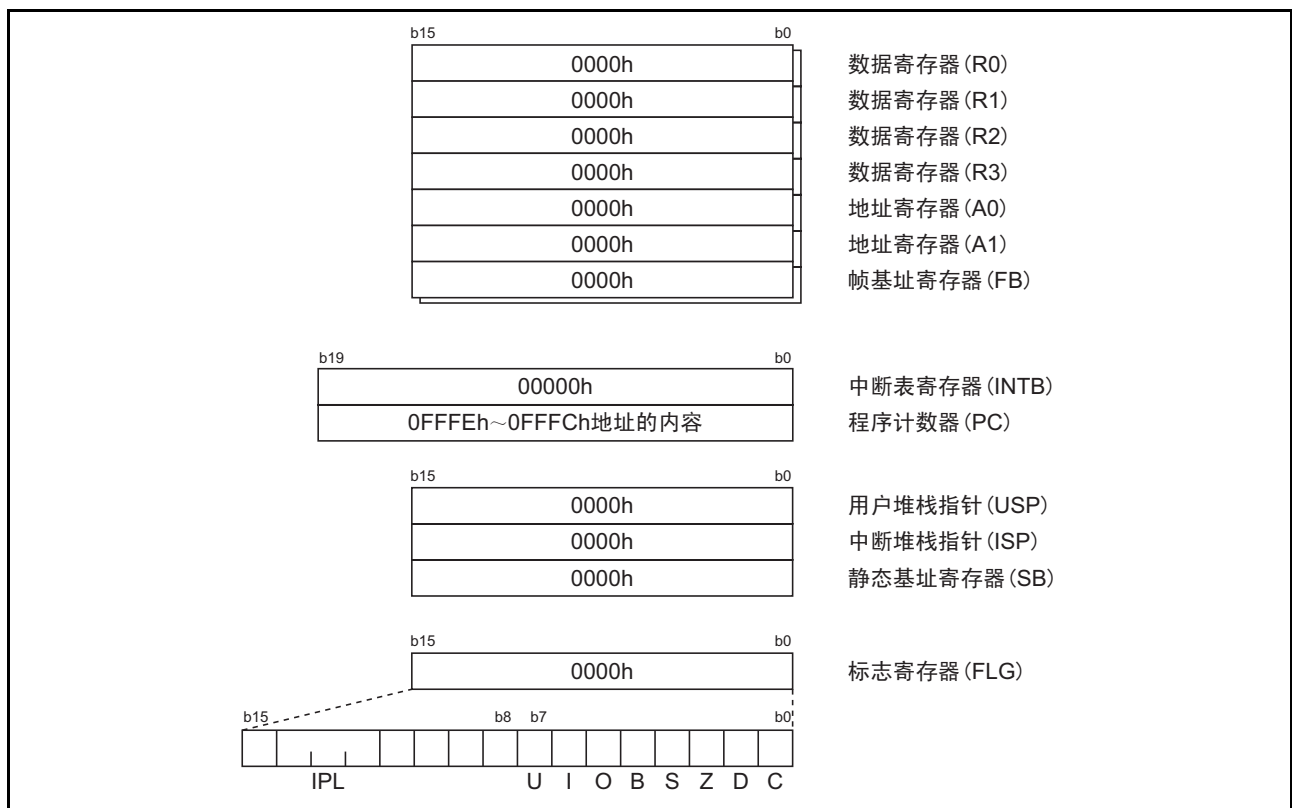 b15 b0
0000h 数据寄存器(R0)
0000h 数据寄存器(R1)
0000h 数据寄存器(R2)
0000h 数据寄存器(R3)
0000h 地址寄存器(A0)
0000h 地址寄存器(A1)
0000h 帧基址寄存器(FB)
b19 b0
00000h 中断表寄存器(INTB)
0FFFEh～0FFFCh地址的内容 程序计数器(PC)
b15 b0
0000h 用户堆栈指针(USP)
0000h 中断堆栈指针(ISP)
0000h 静态基址寄存器(SB)
b15 b0
0000h 标志寄存器(FLG)
b15 b8 b7 b0
IPL U I O B S Z D C